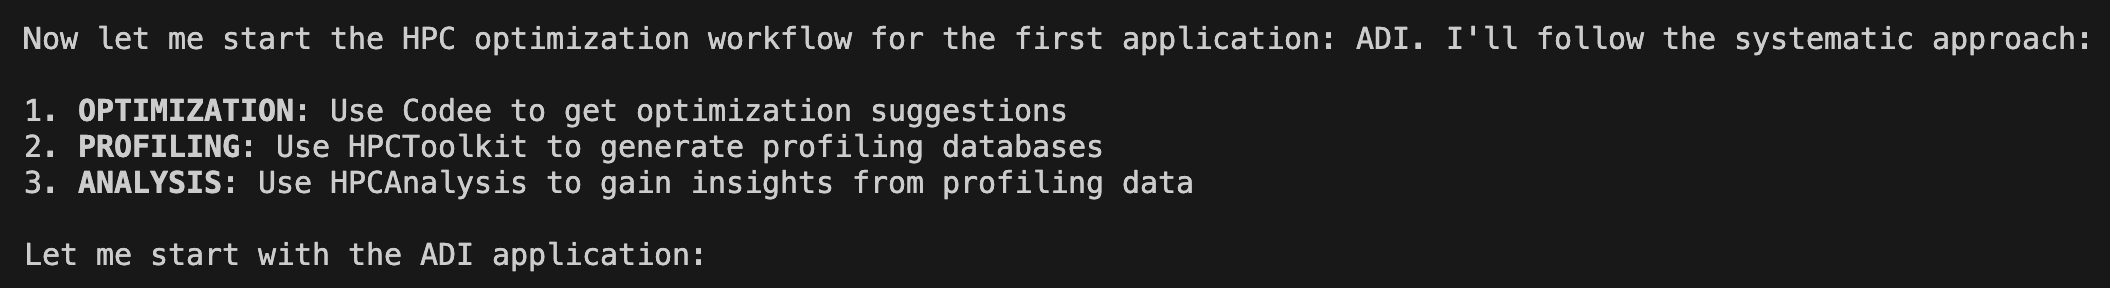 Now let me start the HPC optimization workflow for the first application: ADI. I'll follow the systematic approach:
1. OPTIMIZATION: Use Codee to get optimization suggestions
2. PROFILING: Use HPCToolkit to generate profiling databases
3. ANALYSIS: Use HPCAnalysis to gain insights from profiling data
Let me start with the ADI application: